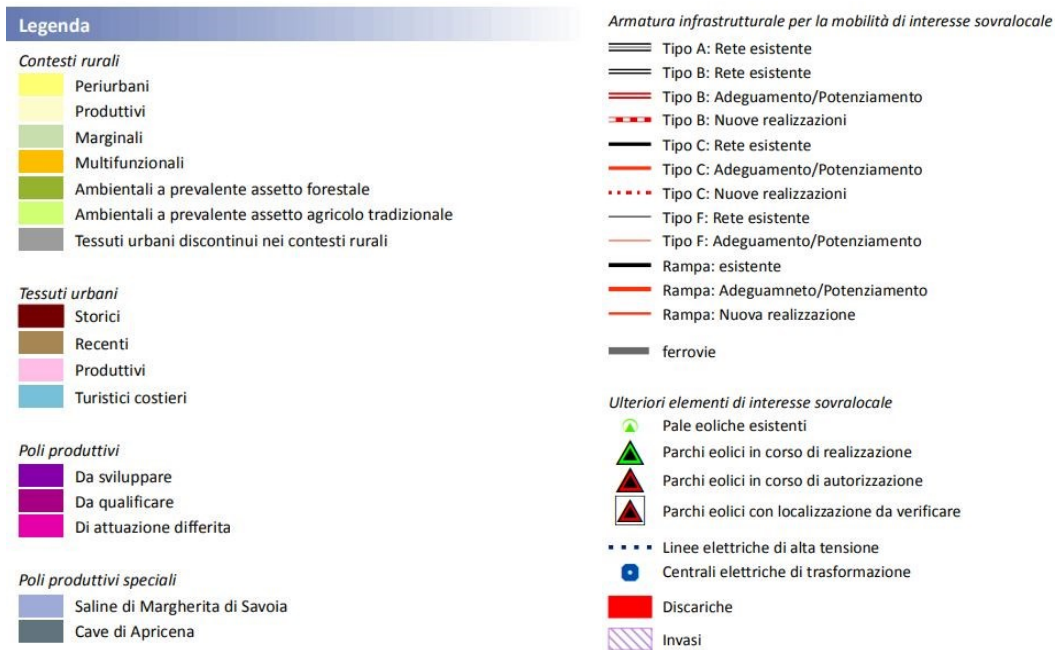 Legenda
Contesti rurali
Periurbani
Produttivi
Marginali
Multifunzionali
Ambientali a prevalente assetto forestale
Ambientali a prevalente assetto agricolo tradizionale
Tessuti urbani discontinui nei contesti rurali
Tessuti urbani
Storici
Recenti
Produttivi
Turistici costieri
Poli produttivi
Da sviluppare
Da qualificare
Di attuazione differita
Poli produttivi speciali
Saline di Margherita di Savoia
Cave di Apricena
Armatura infrastrutturale per la mobilità di interesse sovralocale
Tipo A: Rete esistente
Tipo B: Rete esistente
Tipo B: Adeguamento/Potenziamento
Tipo B: Nuove realizzazioni
Tipo C: Rete esistente
Tipo C: Adeguamento/Potenziamento
Tipo C: Nuove realizzazioni
Tipo F: Rete esistente
Tipo F: Adeguamento/Potenziamento
Rampa: esistente
Rampa: Adeguamneto/Potenziamento
Rampa: Nuova realizzazione
ferrovie
Ulteriori elementi di interesse sovralocale
Pale eoliche esistenti
Parchi eolici in corso di realizzazione
Parchi eolici in corso di autorizzazione
Parchi eolici con localizzazione da verificare
Linee elettriche di alta tensione
Centrali elettriche di trasformazione
Discariche
Invasi